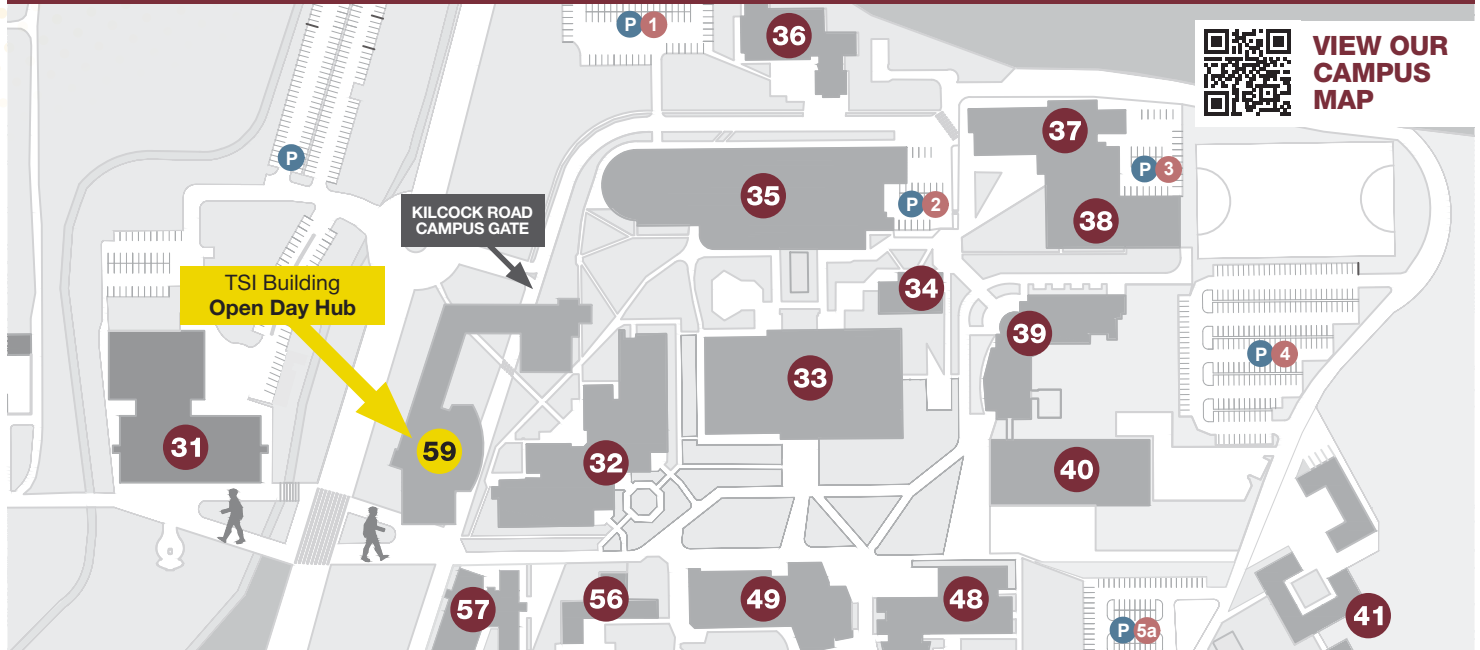 P 1
36
VIEW OUR
CAMPUS
MAP
37
P
P 3
35
P 2
38
KILCOCK ROAD
CAMPUS GATE
TSI Building
Open Day Hub
34
39
P 4
33
31
59
32
40
57
56
49
48
41
P 5a